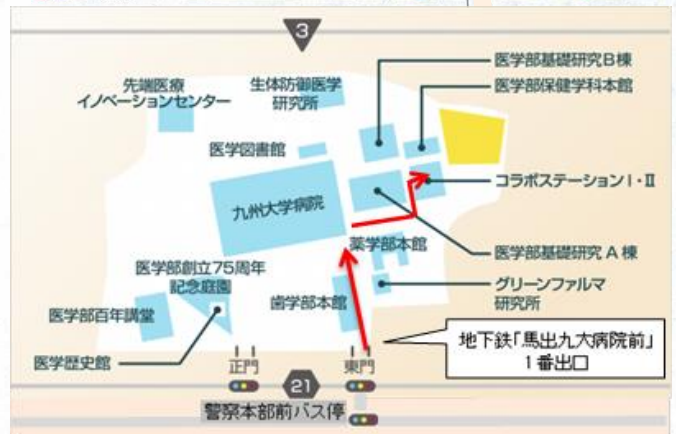 3
医学部基礎研究B棟
先端医療
イノベーションセンター
生体防御医学
研究所
医学部保健学科本館
医学図書館
コラボステーションⅠ・Ⅱ
九州大学病院
薬学部本館
医学部基礎研究A棟
医学部創立75周年
記念庭園
歯学部本館
グリーンファルマ
研究所
医学部百年講堂
地下鉄「馬出九大病院前」
1番出口
医学歴史館
正門
東門
21
警察本部前バス停